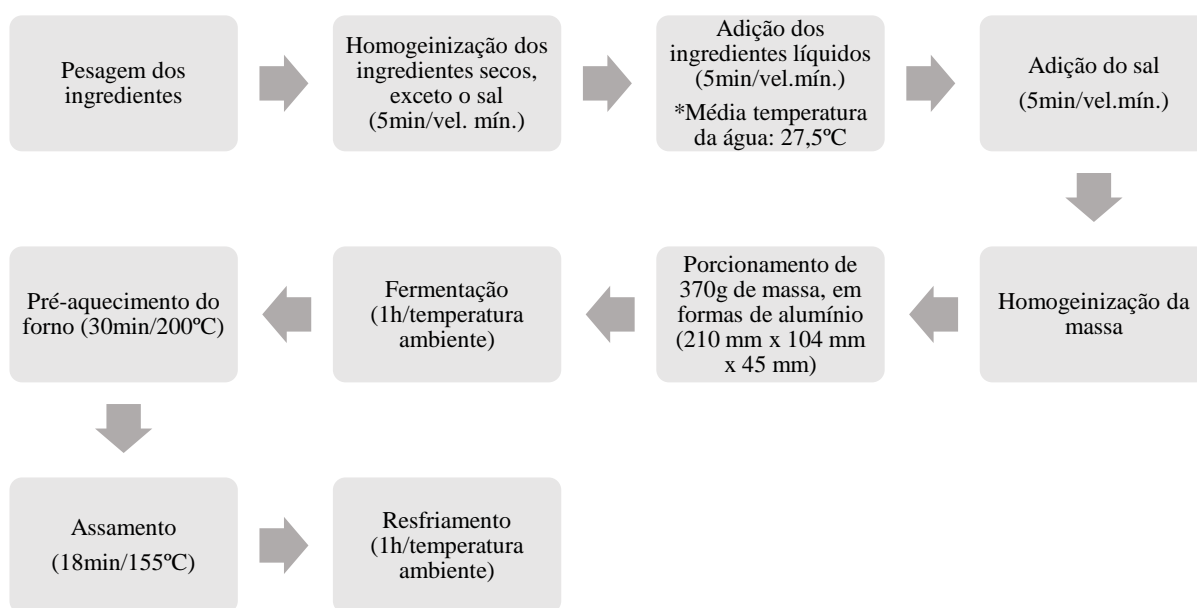 Pesagem dos
ingredientes
Homogeinização dos
ingredientes secos,
exceto o sal
(5min/vel. mín.)
Adição dos
ingredientes líquidos
(5min/vel.mín.)
*Média temperatura
da água: 27,5ºC
Adição do sal
(5min/vel.mín.)
Homogeinização da
massa
Porcionamento de
370g de massa, em
formas de alumínio
(210 mm x 104 mm
x 45 mm)
Fermentação
(1h/temperatura
ambiente)
Pré-aquecimento do
forno (30min/200ºC)
Assamento
(18min/155ºC)
Resfriamento
(1h/temperatura
ambiente)